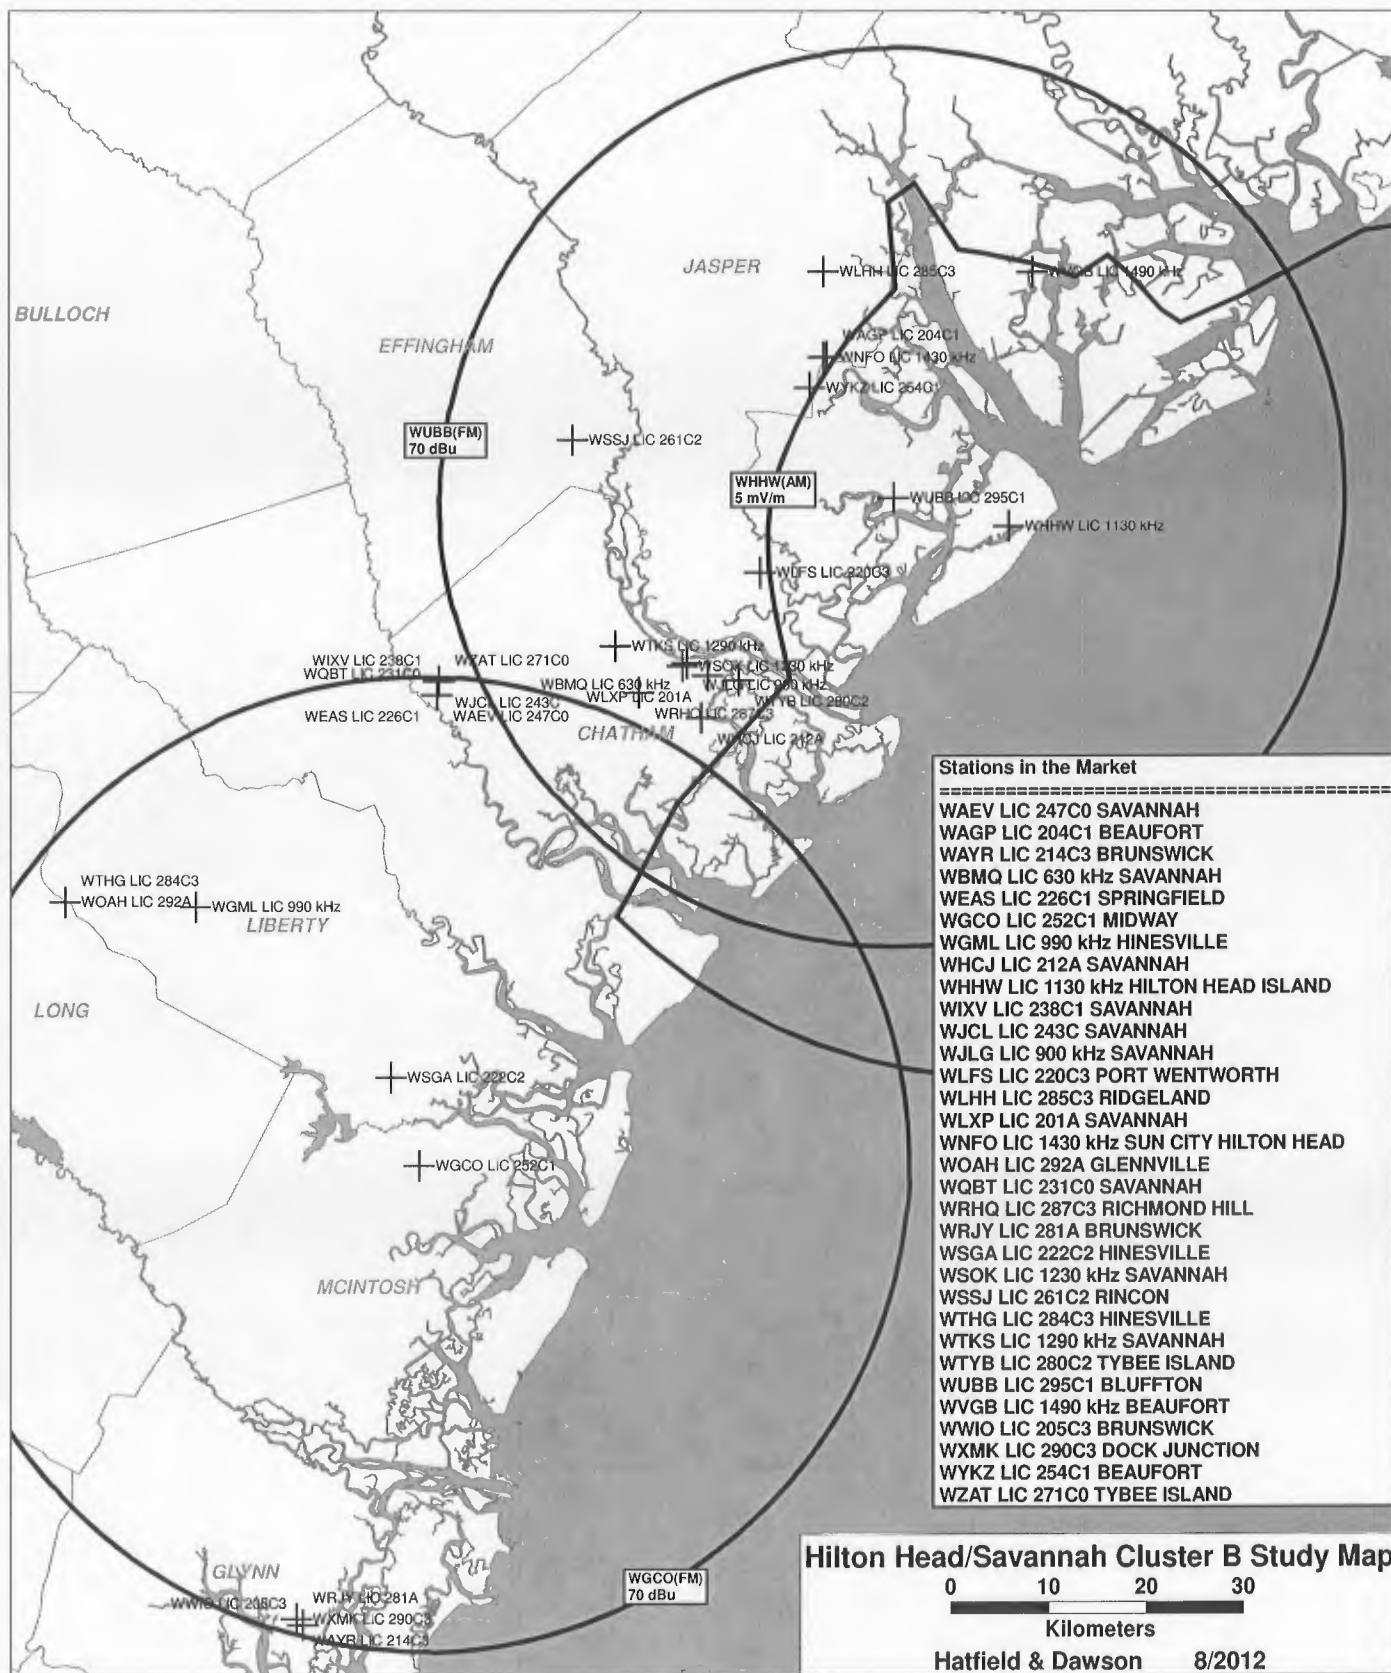 JASPER
WLHH LIC 285C3
WVGB LIC 1490 kHz
BULLOCH
EFFINGHAM
WAGP LIC 204C1
WNFO LIC 1430 kHz
WYKZ LIC 254C1
WUBB(FM)
70 dBu
WSSJ LIC 261C2
WHHW(AM)
5 mV/m
WUBB LIC 295C1
WHHW LIC 1130 kHz
WLFS LIC 220C3
WTKS LIC 1290 kHz
WIXV LIC 238C1
WZAT LIC 271C0
WSOK LIC 1230 kHz
WQBT LIC 231C0
WBMQ LIC 630 kHz
WJLG LIC 900 kHz
WLXP LIC 201A
WJCL LIC 243C
WTYB LIC 280C2
WEAS LIC 226C1
WAEV LIC 247C0
WRHQ LIC 287C3
CHATHAM
WHCJ LIC 212A
Stations in the Market
==========================================
WAEV LIC 247C0 SAVANNAH
WAGP LIC 204C1 BEAUFORT
WAYR LIC 214C3 BRUNSWICK
WBMQ LIC 630 kHz SAVANNAH
WEAS LIC 226C1 SPRINGFIELD
WGCO LIC 252C1 MIDWAY
WGML LIC 990 kHz HINESVILLE
WHCJ LIC 212A SAVANNAH
WHHW LIC 1130 kHz HILTON HEAD ISLAND
WIXV LIC 238C1 SAVANNAH
WJCL LIC 243C SAVANNAH
WJLG LIC 900 kHz SAVANNAH
WLFS LIC 220C3 PORT WENTWORTH
WLHH LIC 285C3 RIDGELAND
WLXP LIC 201A SAVANNAH
WNFO LIC 1430 kHz SUN CITY HILTON HEAD
WOAH LIC 292A GLENNVILLE
WQBT LIC 231C0 SAVANNAH
WRHQ LIC 287C3 RICHMOND HILL
WRJY LIC 281A BRUNSWICK
WSGA LIC 222C2 HINESVILLE
WSOK LIC 1230 kHz SAVANNAH
WSSJ LIC 261C2 RINCON
WTHG LIC 284C3 HINESVILLE
WTKS LIC 1290 kHz SAVANNAH
WTYB LIC 280C2 TYBEE ISLAND
WUBB LIC 295C1 BLUFFTON
WVGB LIC 1490 kHz BEAUFORT
WWIO LIC 205C3 BRUNSWICK
WXMK LIC 290C3 DOCK JUNCTION
WYKZ LIC 254C1 BEAUFORT
WZAT LIC 271C0 TYBEE ISLAND
WTHG LIC 284C3
WOAH LIC 292A
WGML LIC 990 kHz
LIBERTY
LONG
WSGA LIC 222C2
WGCO LIC 252C1
MCINTOSH
GLYNN
WGCO(FM)
70 dBu
WWIO LIC 205C3
WRJY LIC 281A
WXMK LIC 290C3
WAYR LIC 214C3
Hilton Head/Savannah Cluster B Study Map
0 10 20 30
Kilometers
Hatfield & Dawson 8/2012